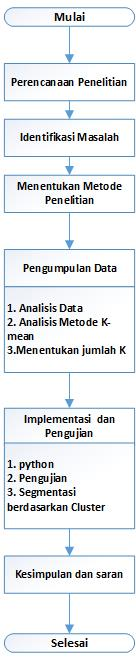 Mulai
Perencanaan Penelitian
Identifikasi Masalah
Menentukan Metode
Penelitian
Pengumpulan Data
1. Analisis Data
2. Analisis Metode K-
mean
3.Menentukan jumlah K
Implementasi dan
Pengujian
1. python
2. Pengujian
3. Segmentasi
berdasarkan Cluster
Kesimpulan dan saran
Selesai